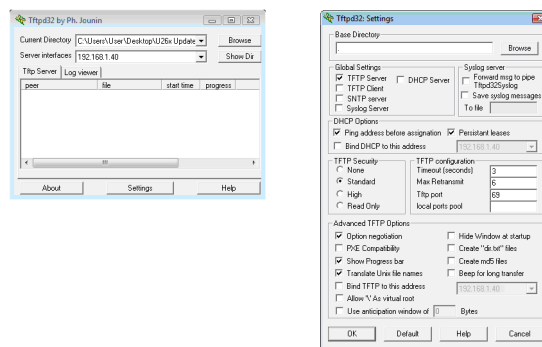 Tftpd32 by Ph. Jounin
Current Directory C:\Users\User\Desktop\U26x Update Browse
Server interfaces 192.168.1.40 Show Dir
Tftp Server Log viewer
peer file start time progress
About Settings Help
Tftpd32: Settings
Base Directory
. Browse
Global Settings
TFTP Server
TFTP Client
SNTP server
Syslog Server
DHCP Server
Syslog server
Forward msg to pipe
Tftpd32Syslog
Save syslog messages
To file
DHCP Options
Ping address before assignation Persistant leases
Bind DHCP to this address 192.168.1.40
TFTP Security
None
Standard
High
Read Only
TFTP configuration
Timeout (seconds) 3
Max Retransmit 6
Tftp port 69
local ports pool
Advanced TFTP Options
Option negotiation Hide Window at startup
PXE Compatibility Create "dir.txt" files
Show Progress bar Create md5 files
Translate Unix file names Beep for long transfer
Bind TFTP to this address 192.168.1.40
Allow '\' As virtual root
Use anticipation window of 0 Bytes
OK Default Help Cancel